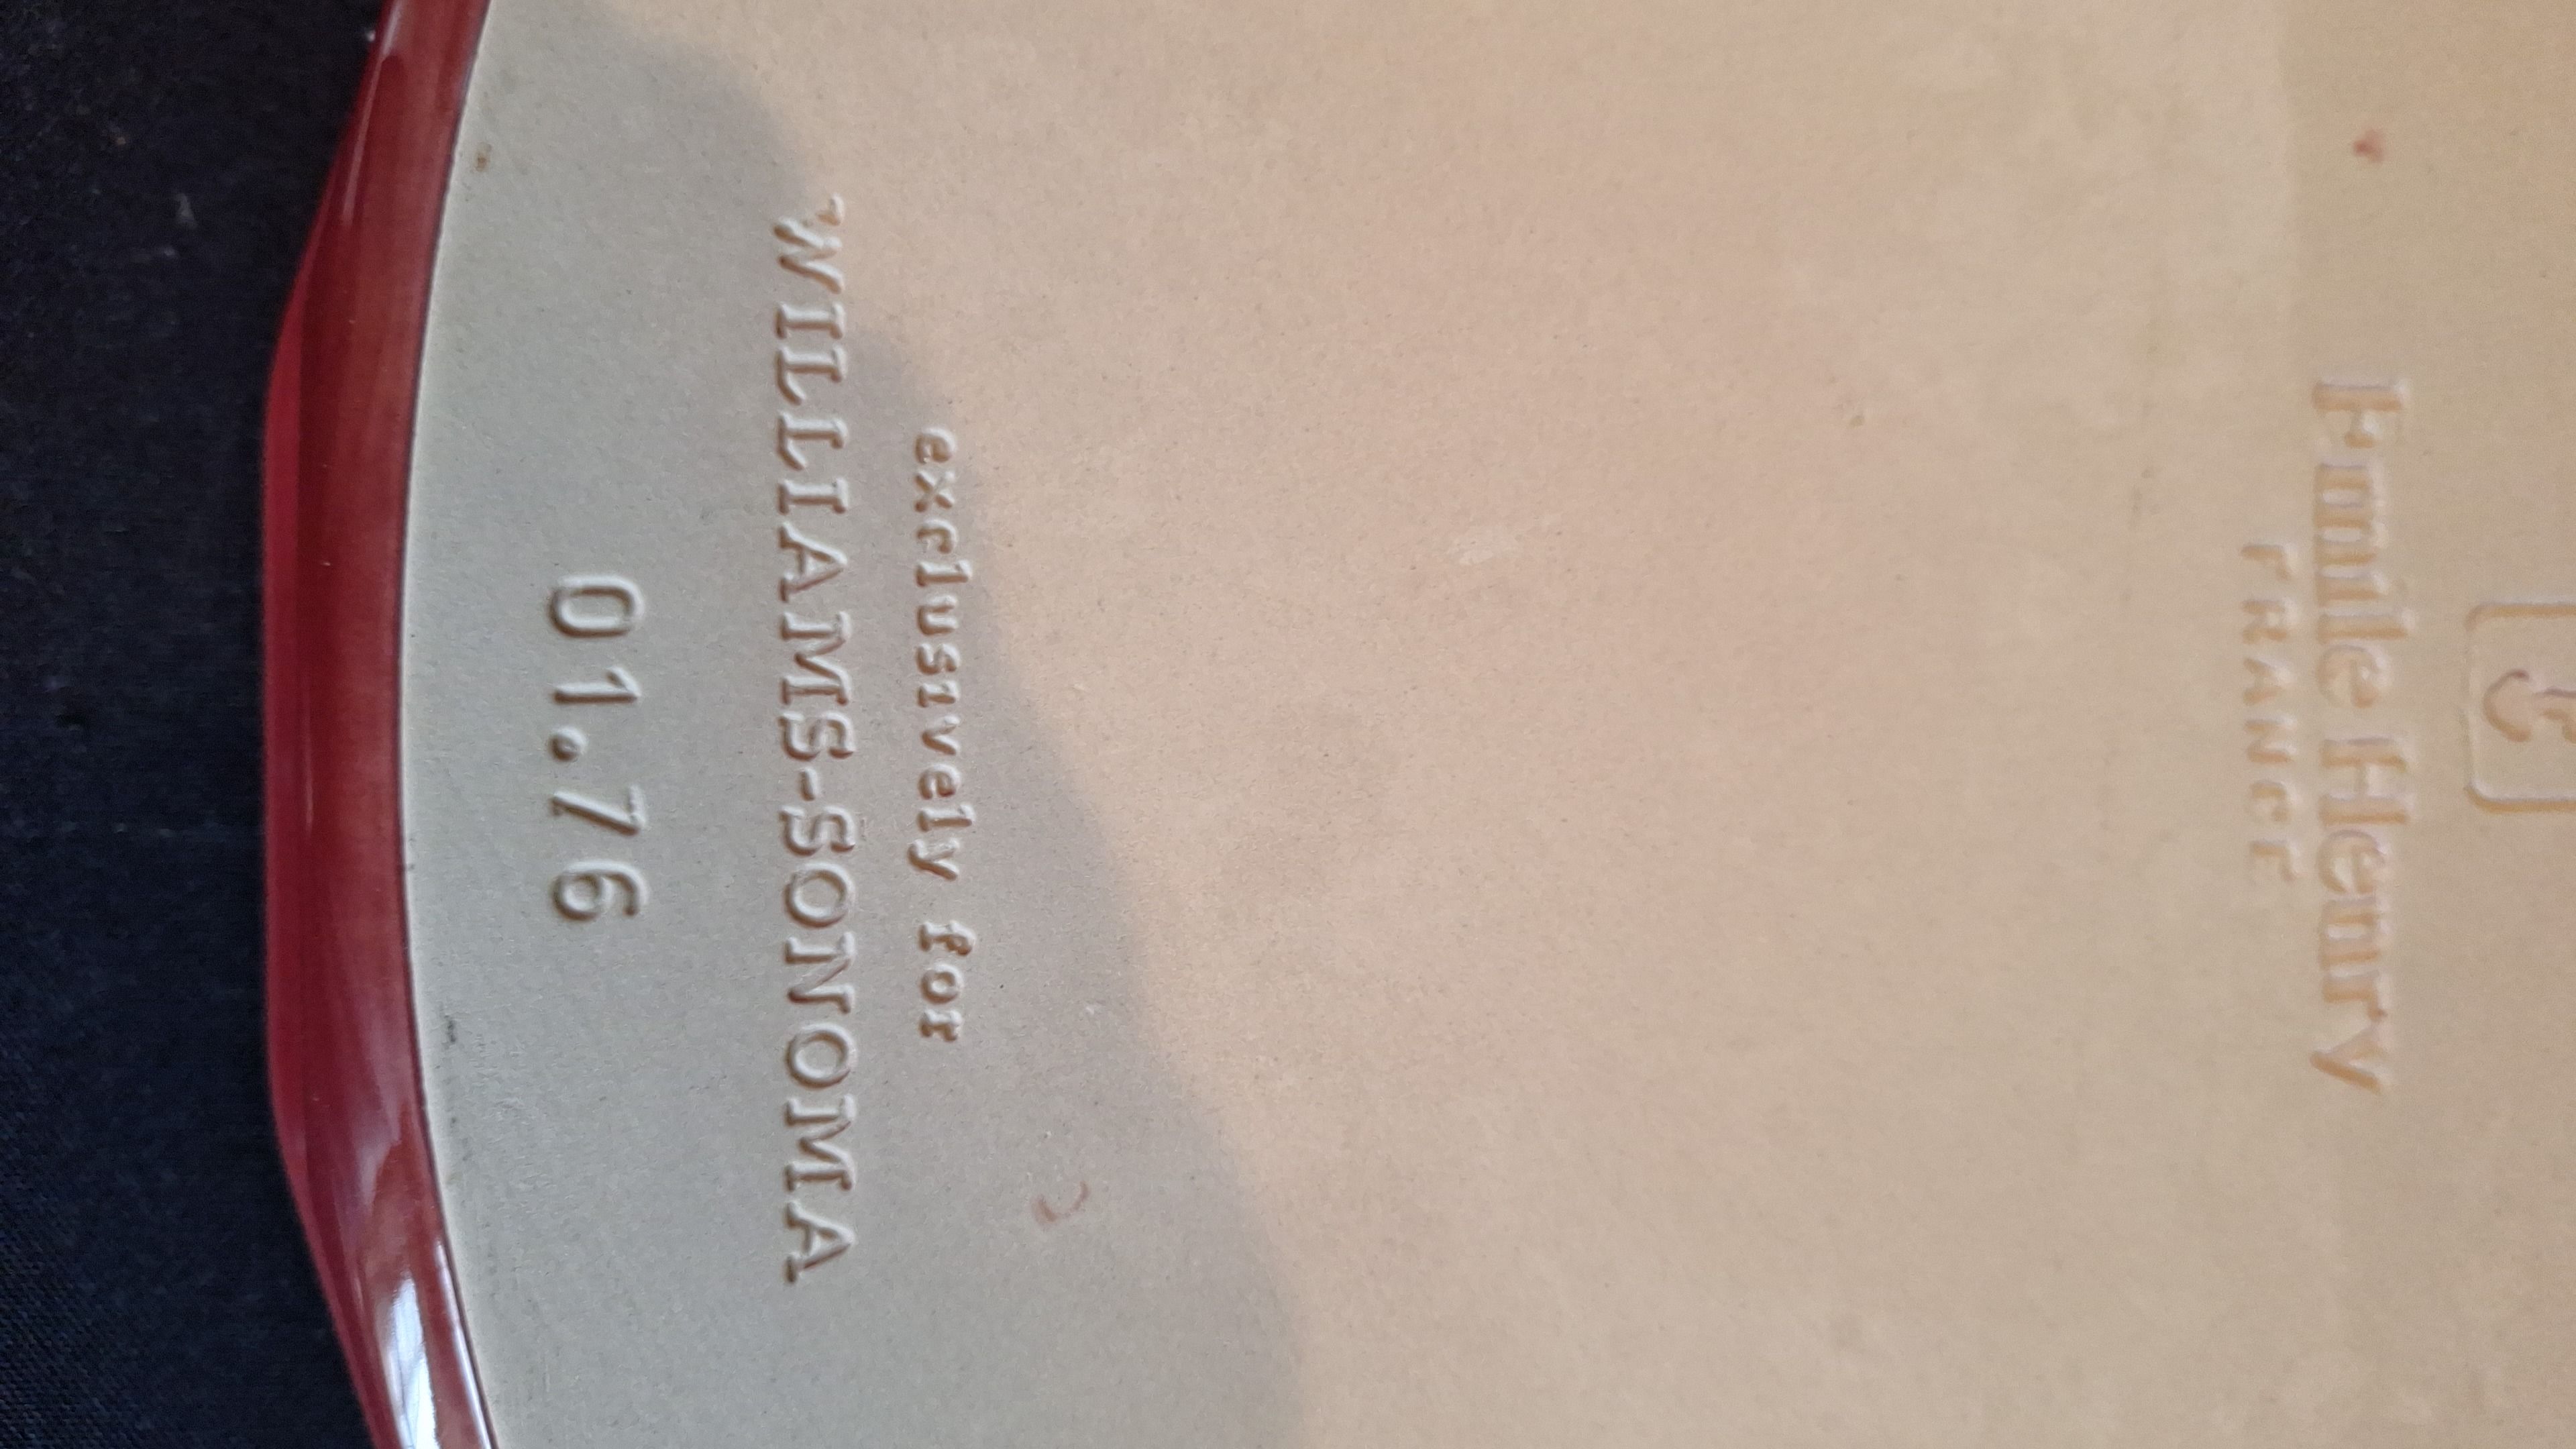 Emile Henry
FRANCE
exclusively for
WILLIAMS-SONOMA
01.76